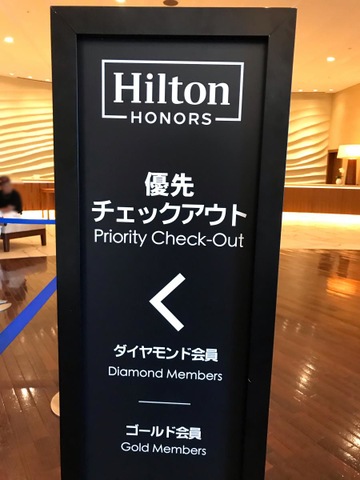 Hilton
HONORS
優先
チェックアウト
Priority Check-Out
ダイヤモンド会員
Diamond Members
ゴールド会員
Gold Members